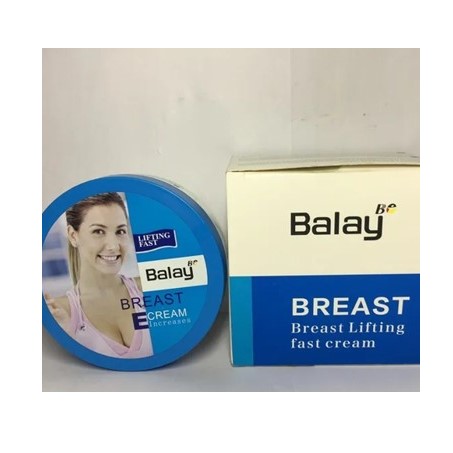 LIFTING
FAST
Balay Be
BREAST
E CREAM
Increases
Balay Be
BREAST
Breast Lifting
fast cream